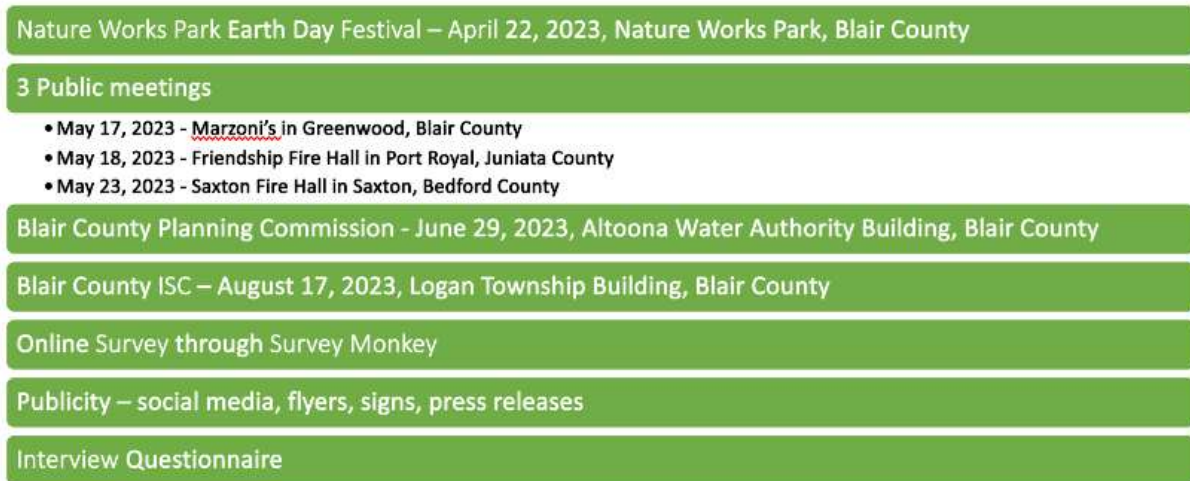 Nature Works Park Earth Day Festival – April 22, 2023, Nature Works Park, Blair County
3 Public meetings
• May 17, 2023 - Marzoni's in Greenwood, Blair County
• May 18, 2023 - Friendship Fire Hall in Port Royal, Juniata County
• May 23, 2023 - Saxton Fire Hall in Saxton, Bedford County
Blair County Planning Commission - June 29, 2023, Altoona Water Authority Building, Blair County
Blair County ISC – August 17, 2023, Logan Township Building, Blair County
Online Survey through Survey Monkey
Publicity – social media, flyers, signs, press releases
Interview Questionnaire